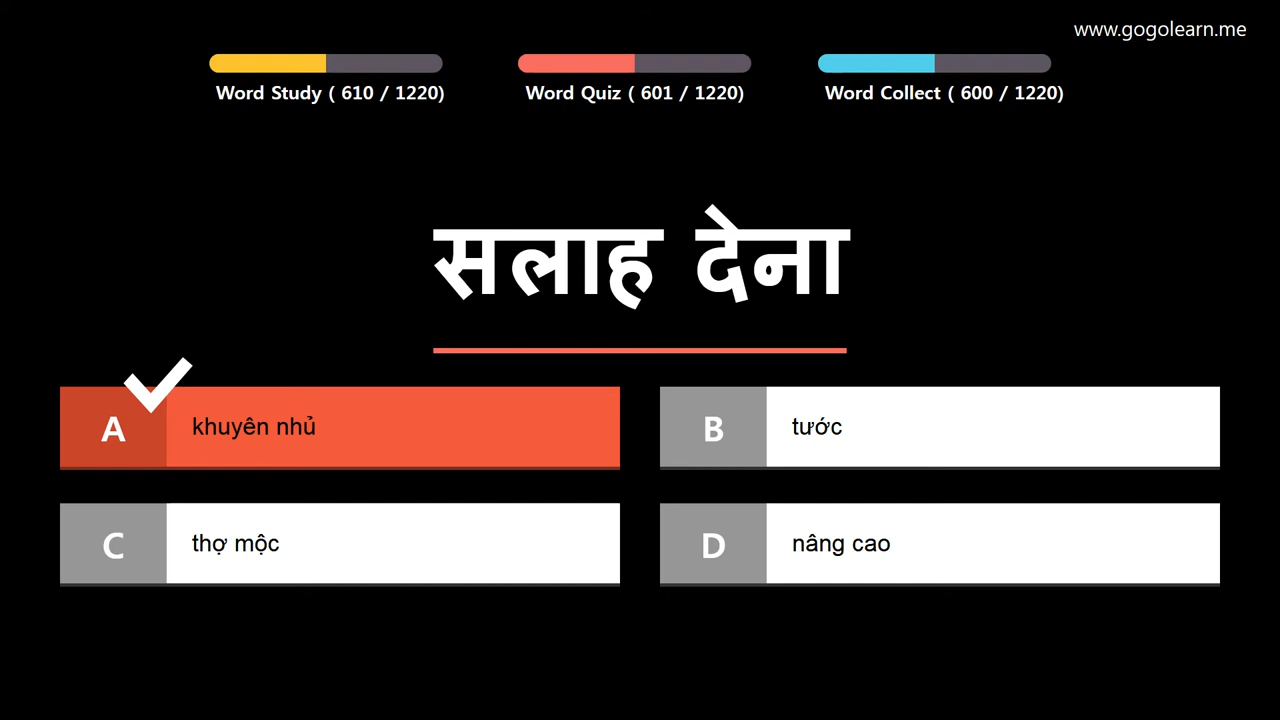 www.gogolearn.me
Word Study ( 610 / 1220)
Word Quiz ( 601 / 1220)
Word Collect ( 600 / 1220)
सलाह देना
A
khuyên nhủ
B
tước
C
thợ mộc
D
nâng cao